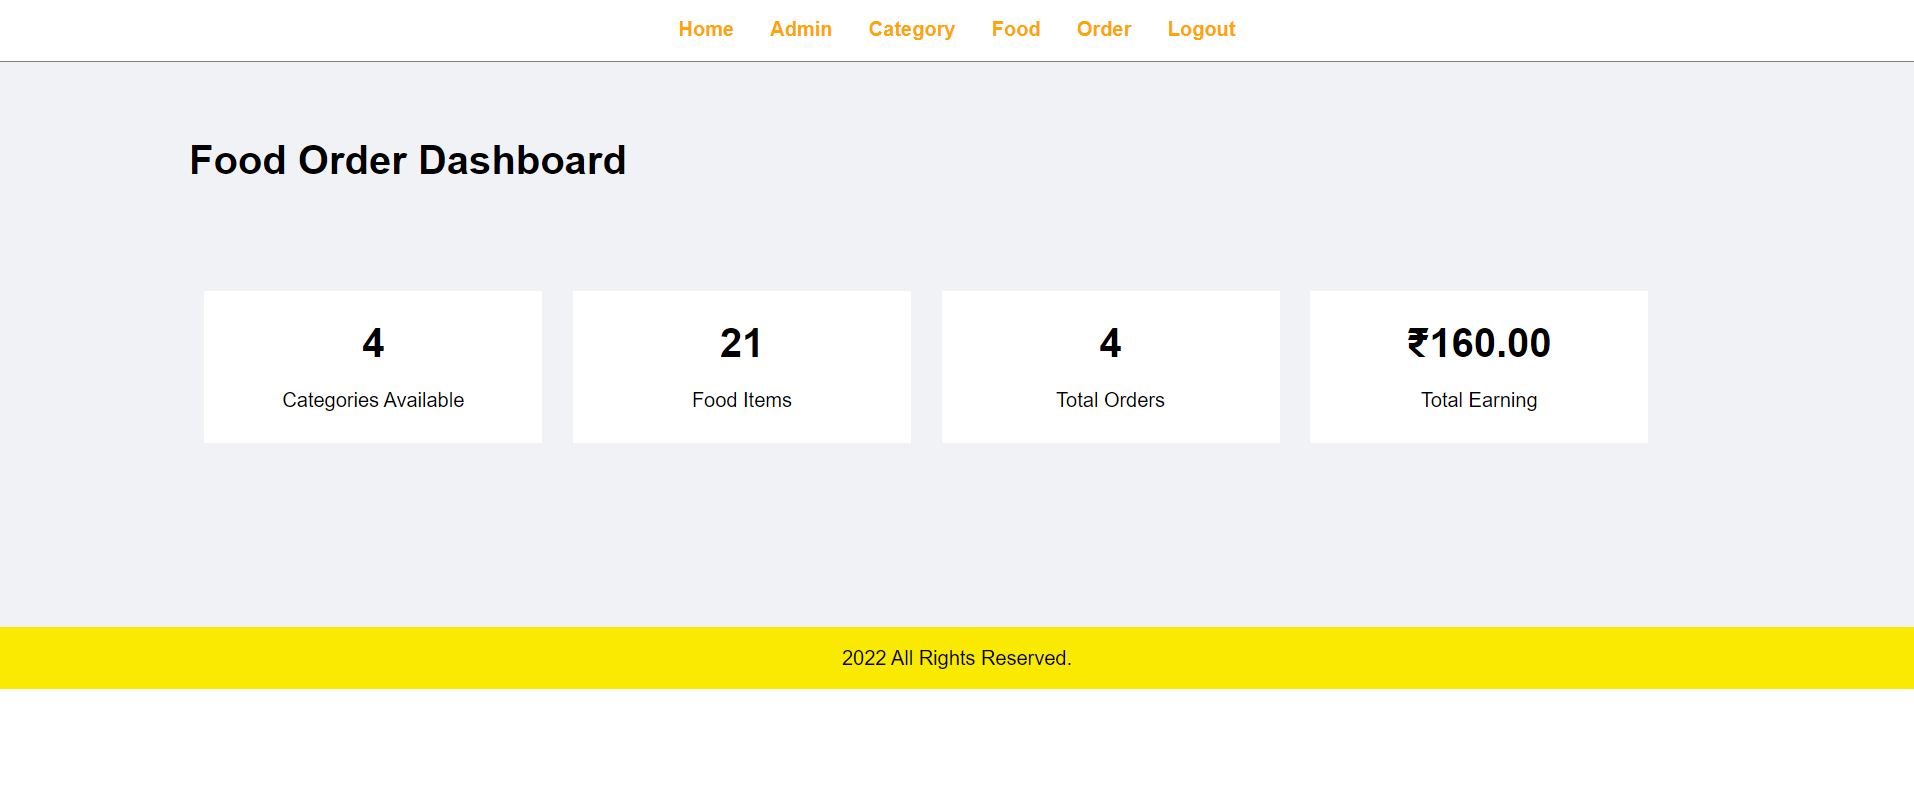 Home Admin Category Food Order Logout
Food Order Dashboard
4
Categories Available
21
Food Items
4
Total Orders
₹160.00
Total Earning
2022 All Rights Reserved.